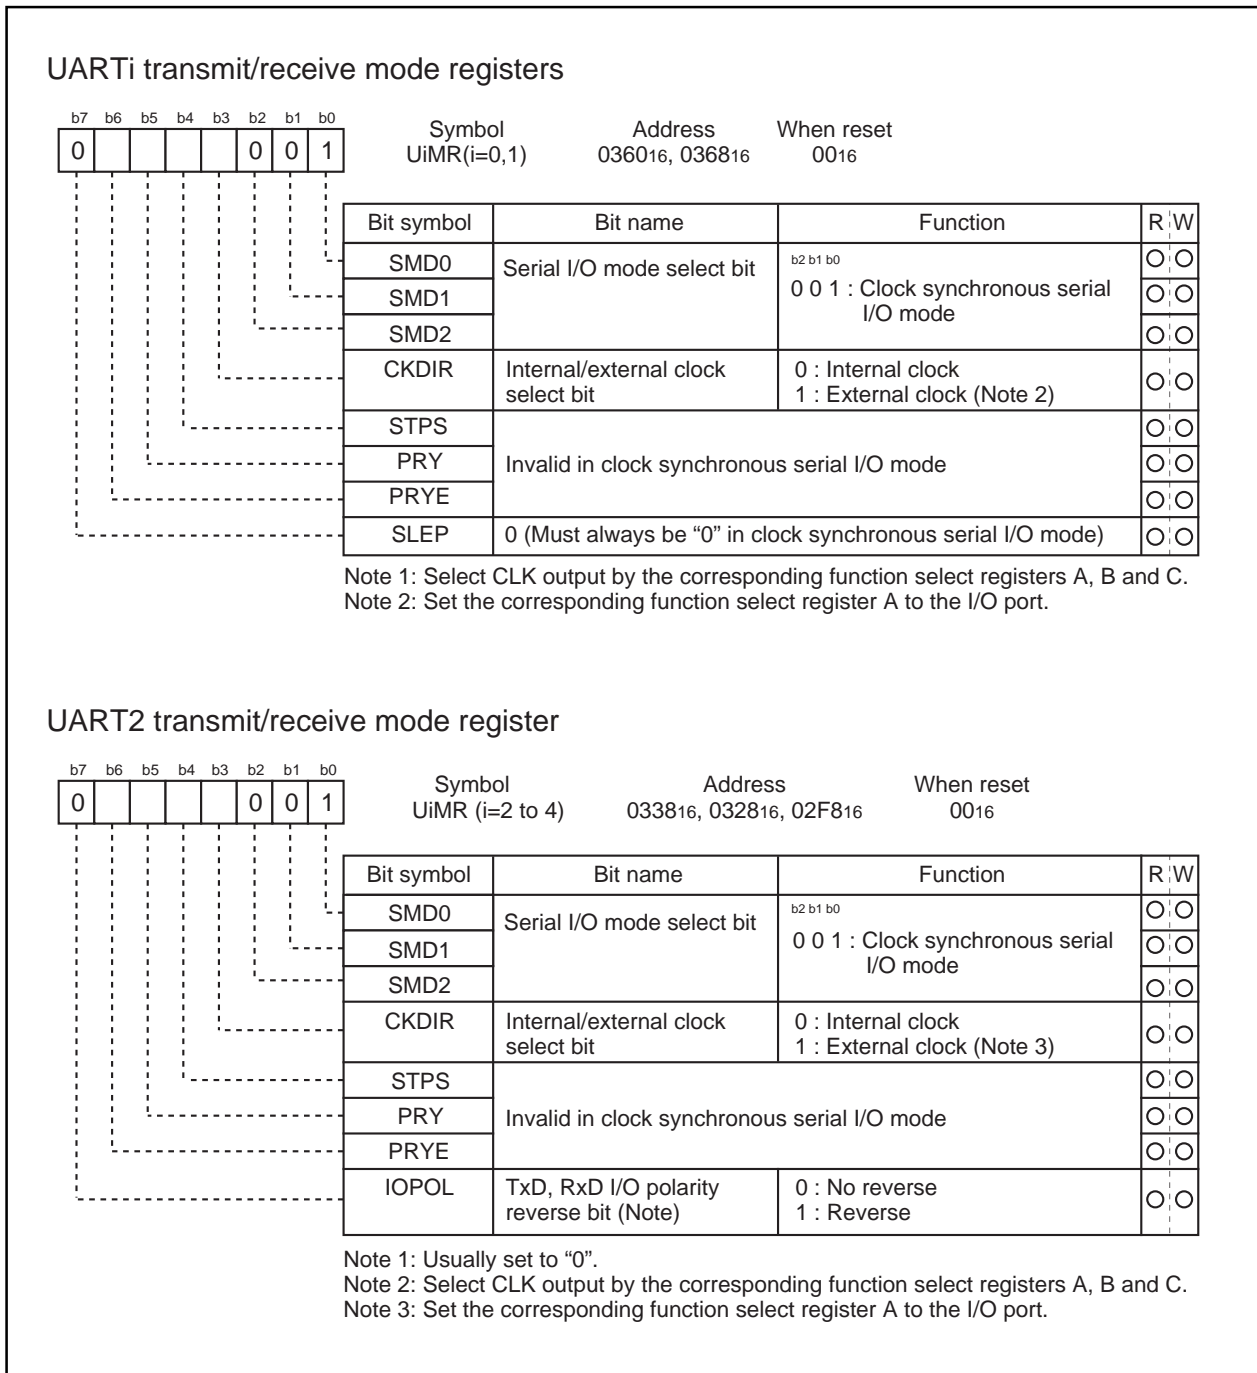 UARTi transmit/receive mode registers
b7 b6 b5 b4 b3 b2 b1 b0
0 0 0 1
Symbol Address When reset
UiMR(i=0,1) 036016, 036816 0016
Bit symbol Bit name Function R W
SMD0 Serial I/O mode select bit b2 b1 b0
SMD1 0 0 1 : Clock synchronous serial
I/O mode
SMD2
CKDIR Internal/external clock 0 : Internal clock
select bit 1 : External clock (Note 2)
STPS
PRY Invalid in clock synchronous serial I/O mode
PRYE
SLEP 0 (Must always be “0” in clock synchronous serial I/O mode)
Note 1: Select CLK output by the corresponding function select registers A, B and C.
Note 2: Set the corresponding function select register A to the I/O port.
UART2 transmit/receive mode register
b7 b6 b5 b4 b3 b2 b1 b0
0 0 0 1
Symbol Address When reset
UiMR (i=2 to 4) 033816, 032816, 02F816 0016
Bit symbol Bit name Function R W
SMD0 Serial I/O mode select bit b2 b1 b0
SMD1 0 0 1 : Clock synchronous serial
I/O mode
SMD2
CKDIR Internal/external clock 0 : Internal clock
select bit 1 : External clock (Note 3)
STPS
PRY Invalid in clock synchronous serial I/O mode
PRYE
IOPOL TxD, RxD I/O polarity 0 : No reverse
reverse bit (Note) 1 : Reverse
Note 1: Usually set to “0”.
Note 2: Select CLK output by the corresponding function select registers A, B and C.
Note 3: Set the corresponding function select register A to the I/O port.